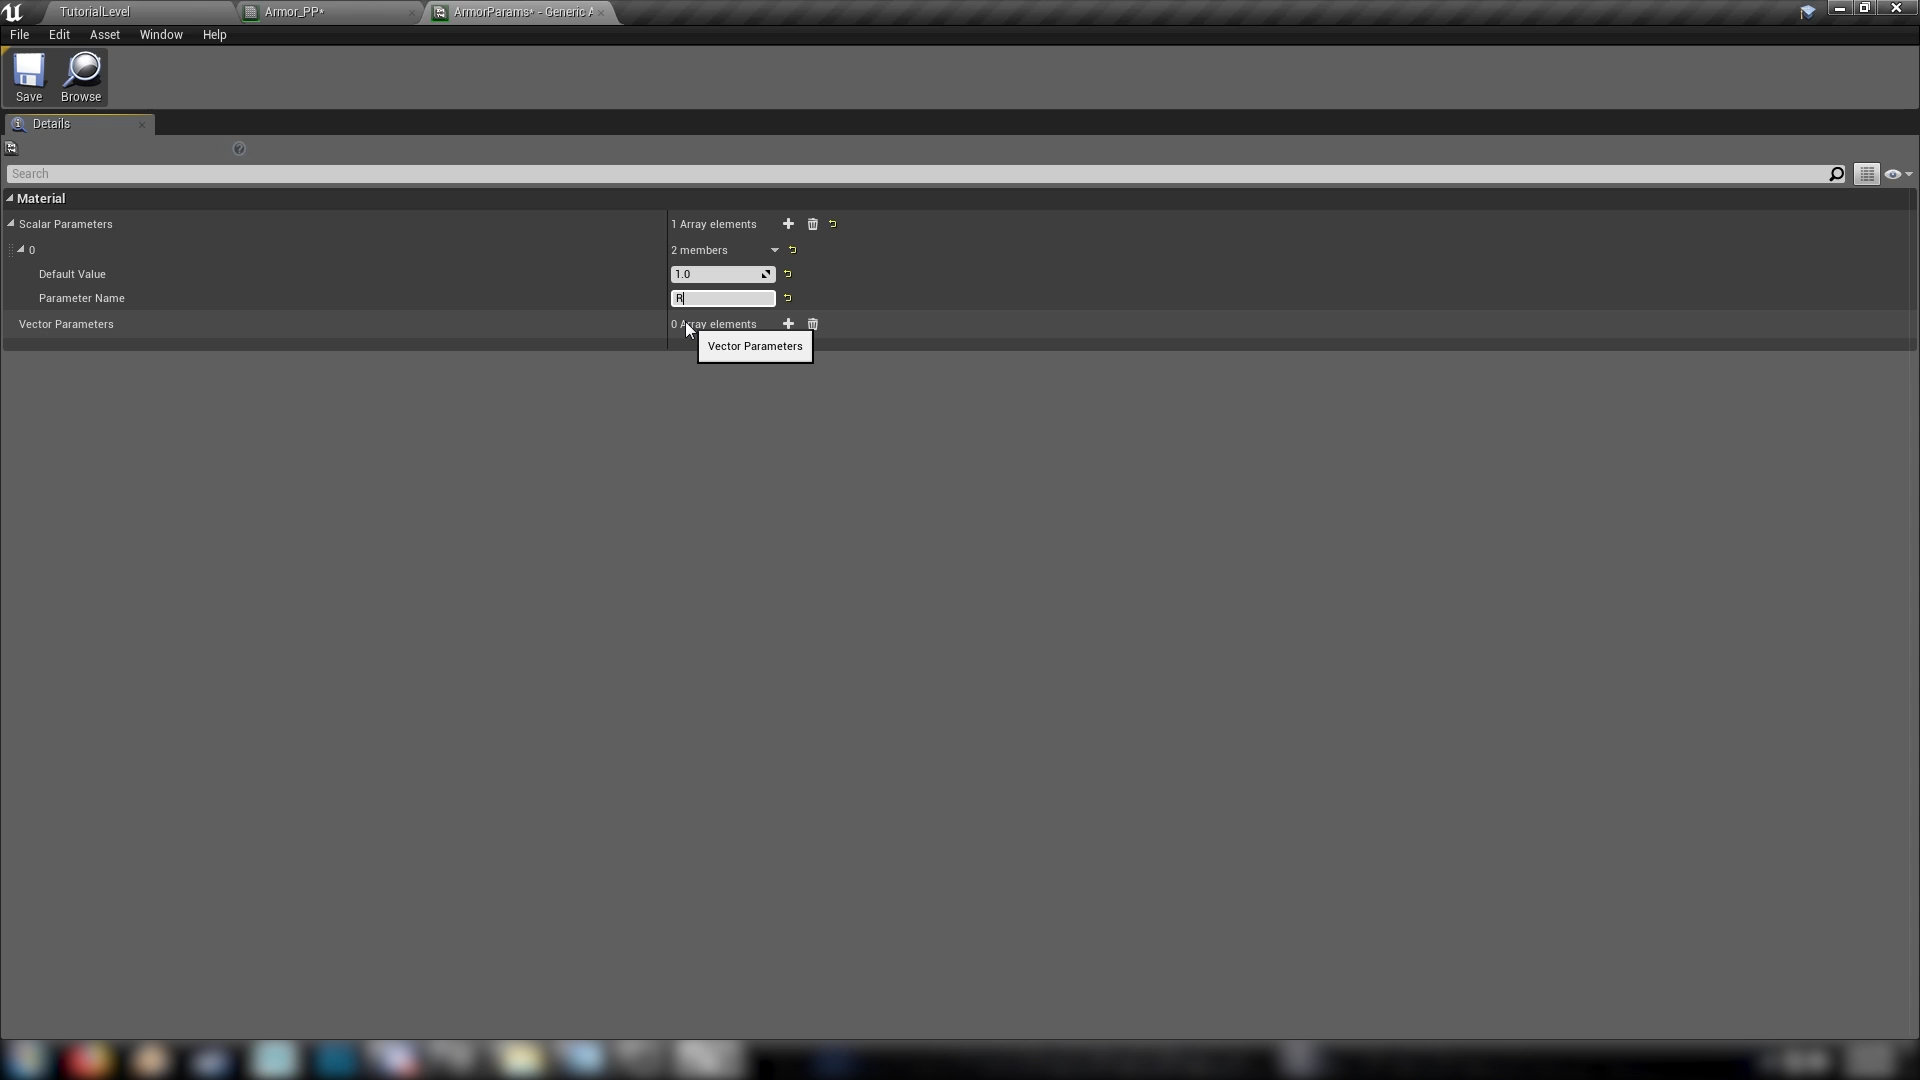 TutorialLevel
Armor_PP*
ArmorParams* - Generic A
File Edit Asset Window Help
Save Browse
Details
Search
Material
Scalar Parameters 1 Array elements
0 2 members
Default Value 1.0
Parameter Name R
Vector Parameters 0 Array elements
Vector Parameters